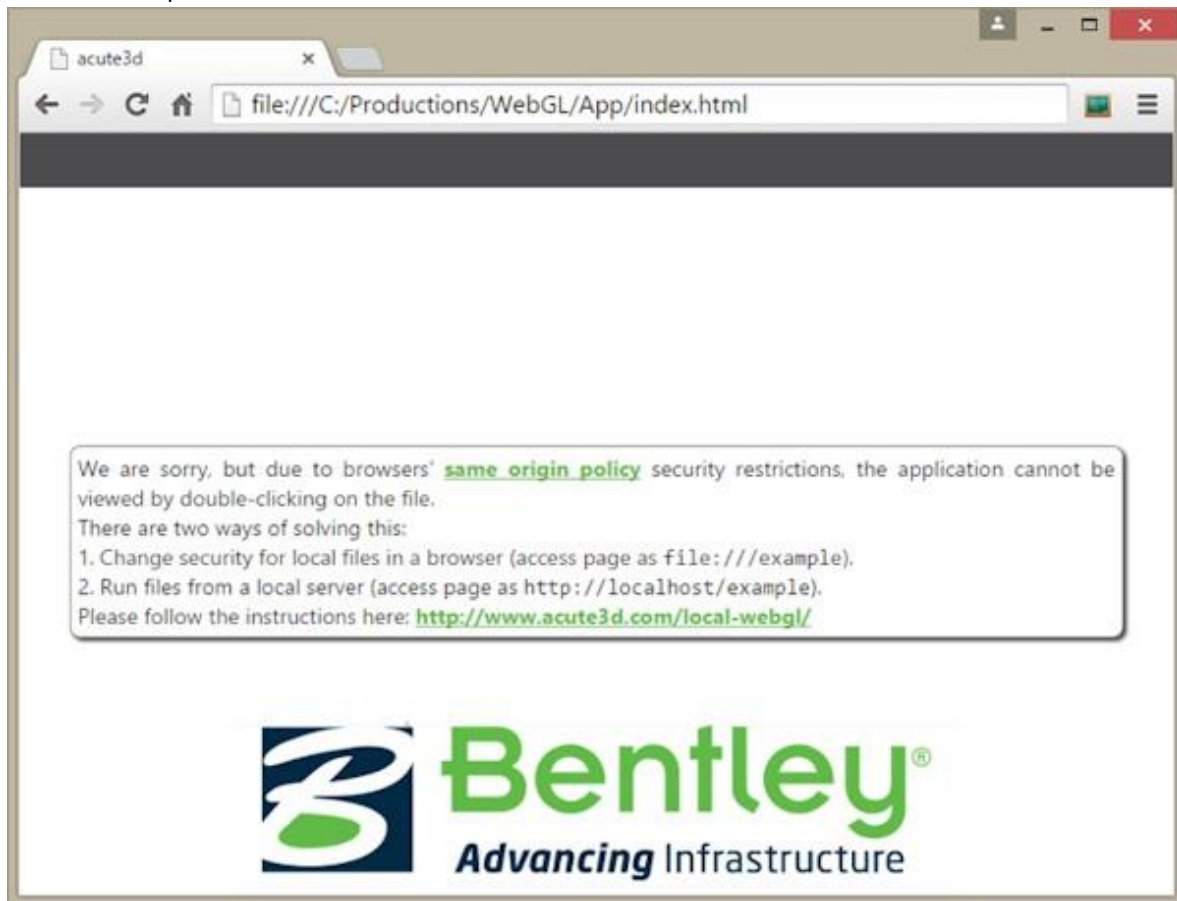 acute3d
file:///C:/Productions/WebGL/App/index.html
We are sorry, but due to browsers' same origin policy security restrictions, the application cannot be
viewed by double-clicking on the file.
There are two ways of solving this:
1. Change security for local files in a browser (access page as file:///example).
2. Run files from a local server (access page as http://localhost/example).
Please follow the instructions here: http://www.acute3d.com/local-webgl/
Bentley®
Advancing Infrastructure